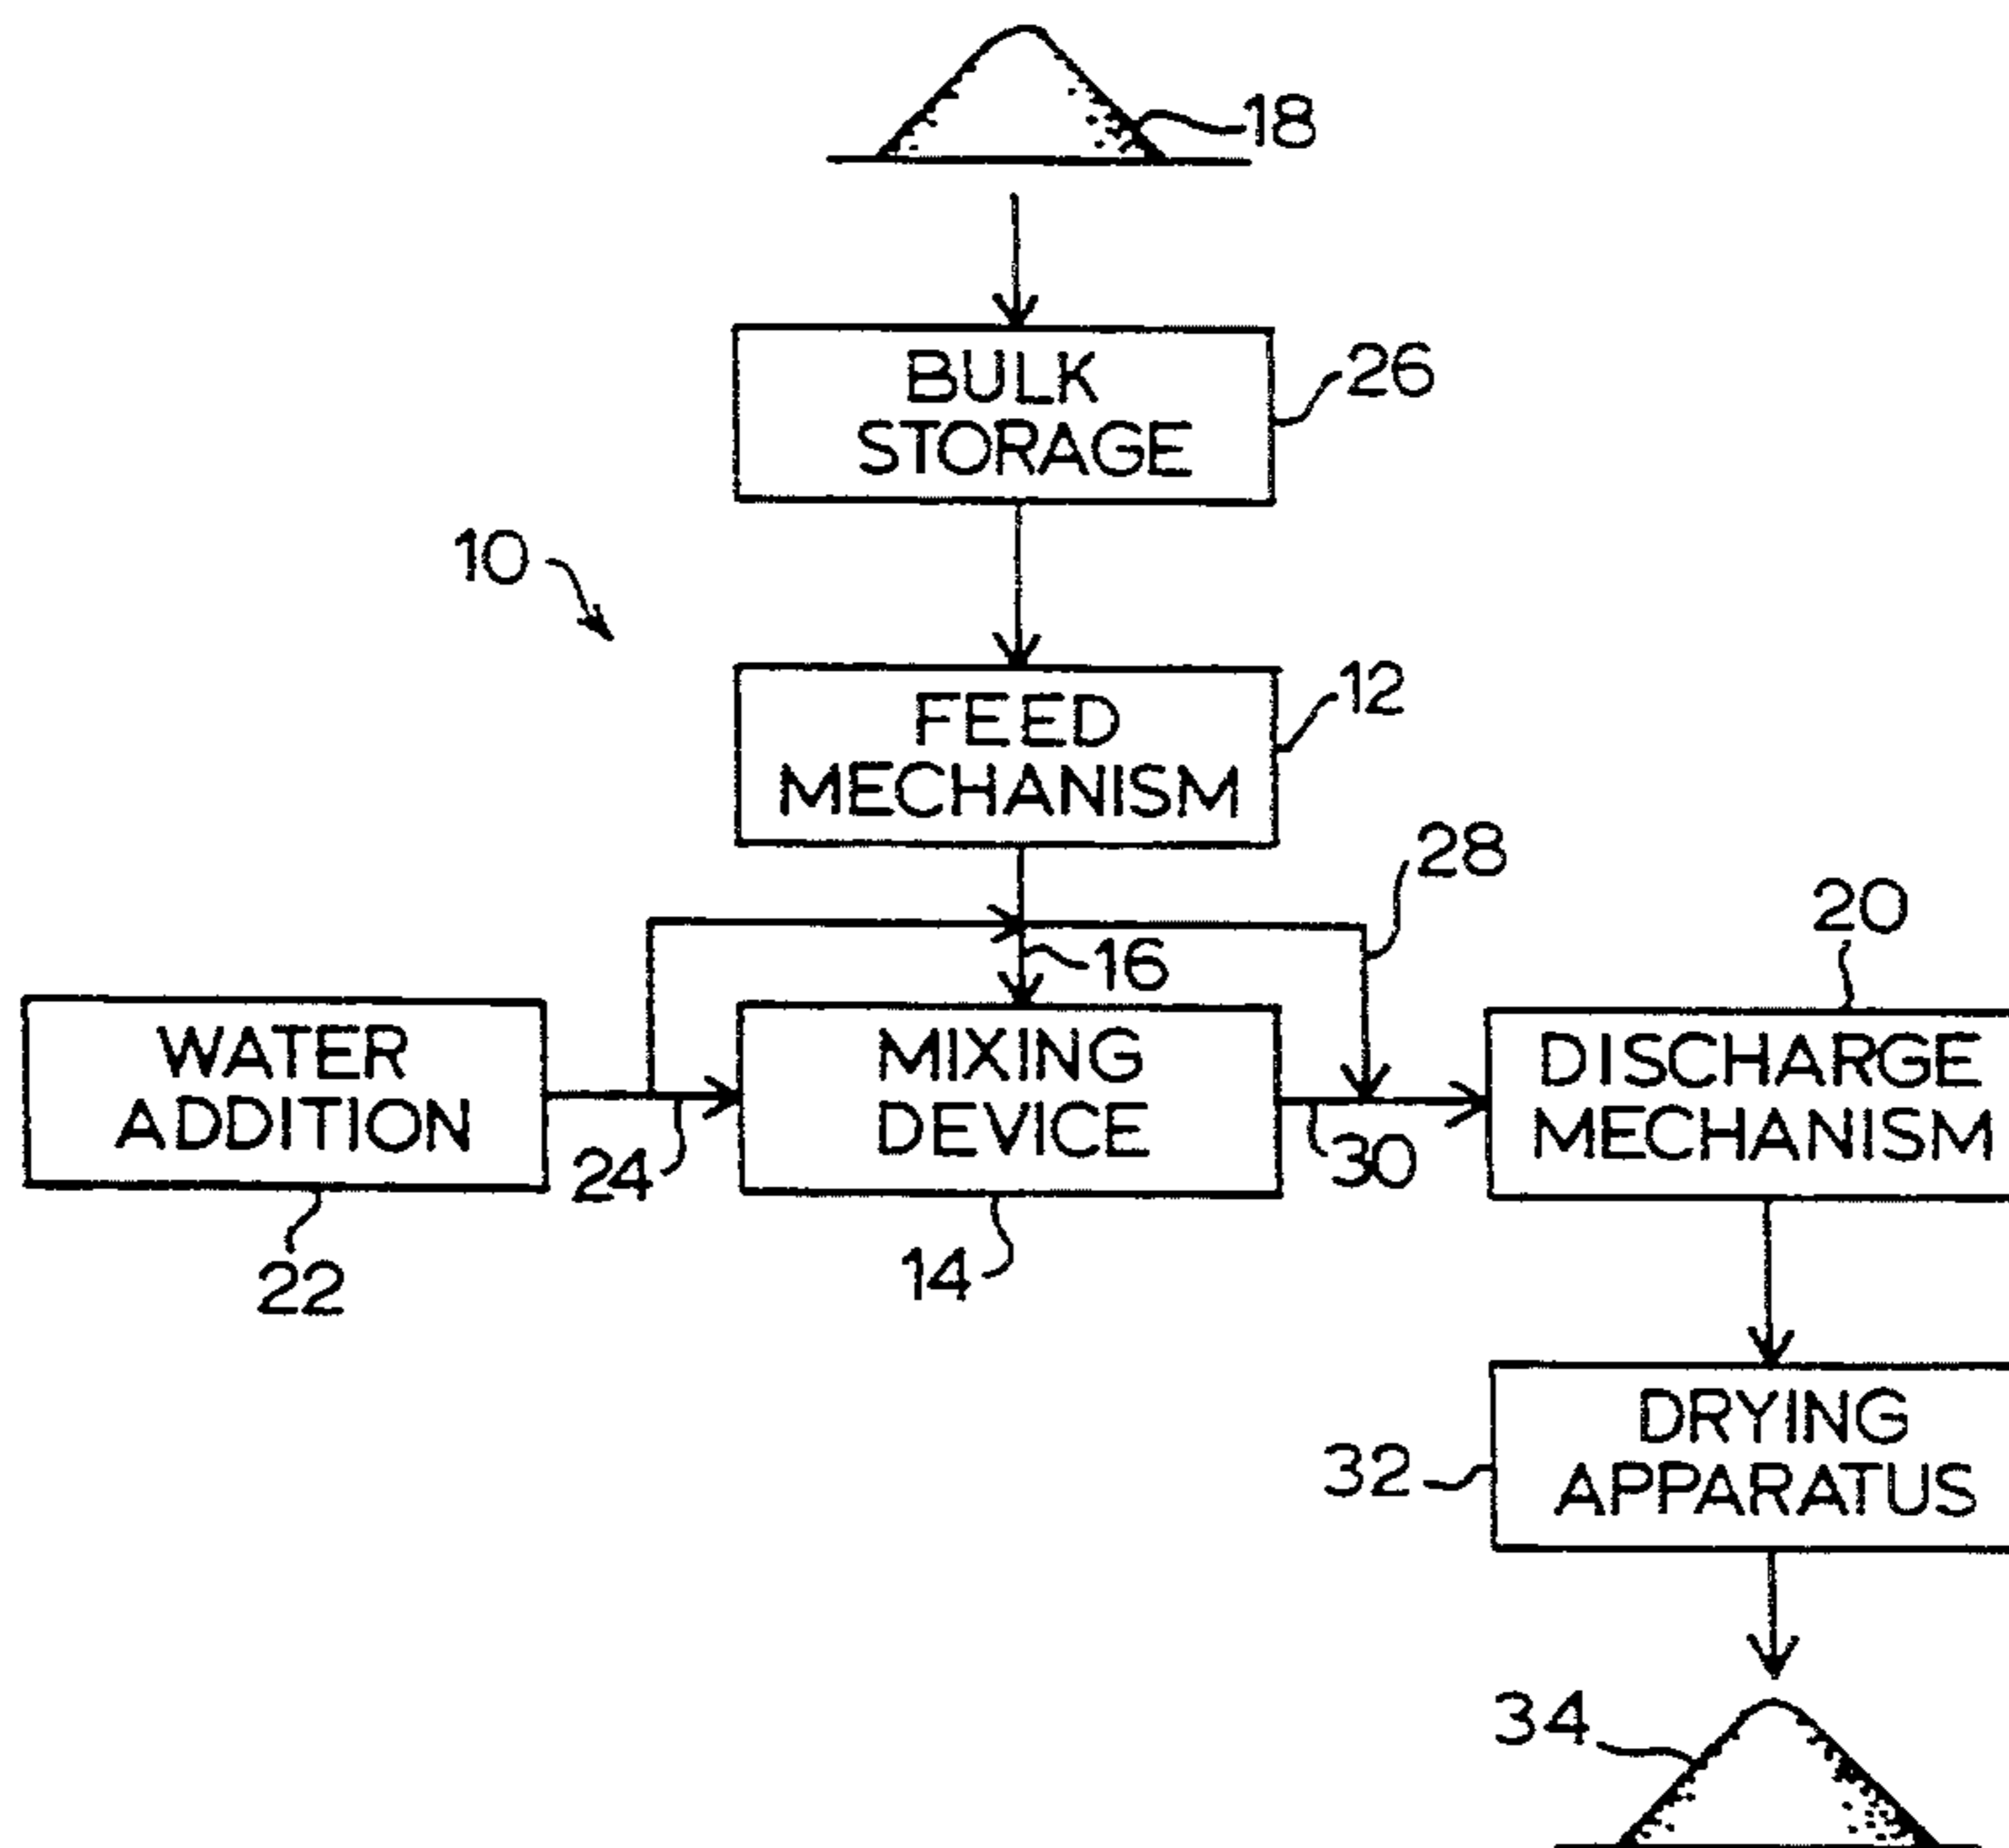 18
BULK
STORAGE
26
10
FEED
MECHANISM
12
28
20
16
WATER
ADDITION
MIXING
DEVICE
DISCHARGE
MECHANISM
24
30
22
14
DRYING
APPARATUS
32
34